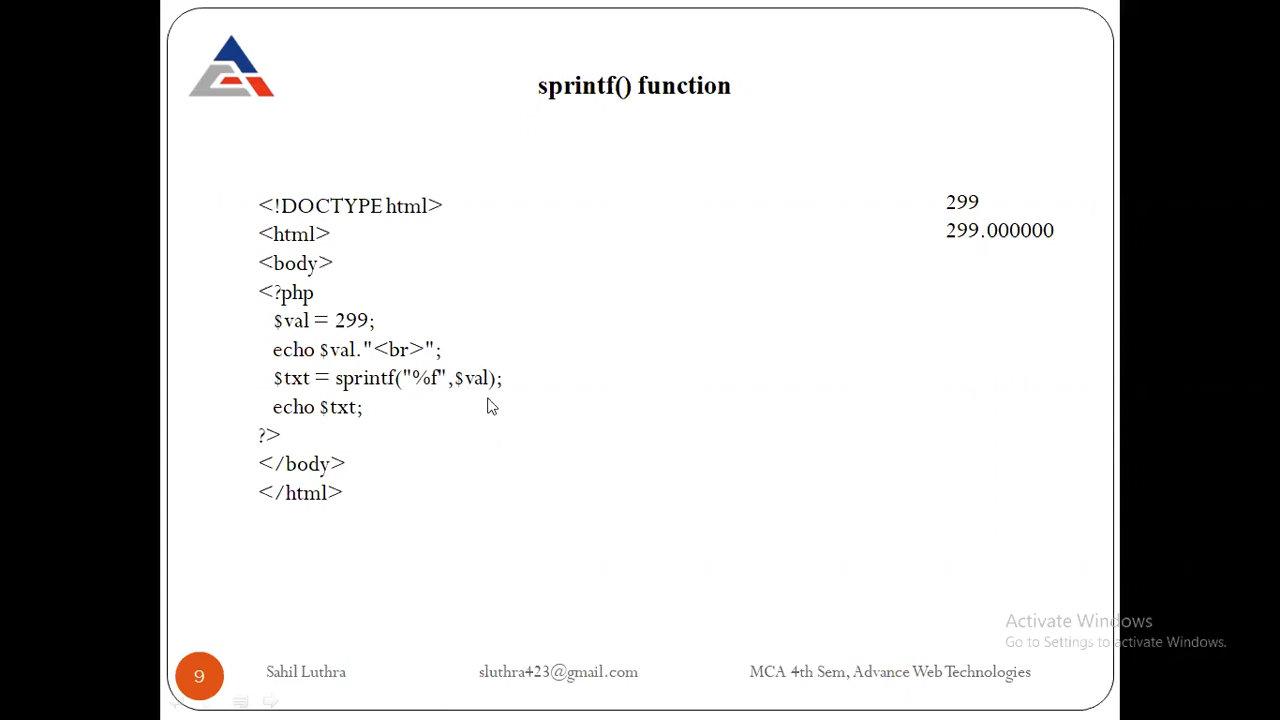 sprintf() function
<!DOCTYPE html>
<html>
<body>
<?php
$val = 299;
echo $val."<br>";
$txt = sprintf("%f",$val);
echo $txt;
?>
</body>
</html>
299
299.000000
Activate Windows
Go to Settings to activate Windows.
9
Sahil Luthra
sluthra423@gmail.com
MCA 4th Sem, Advance Web Technologies